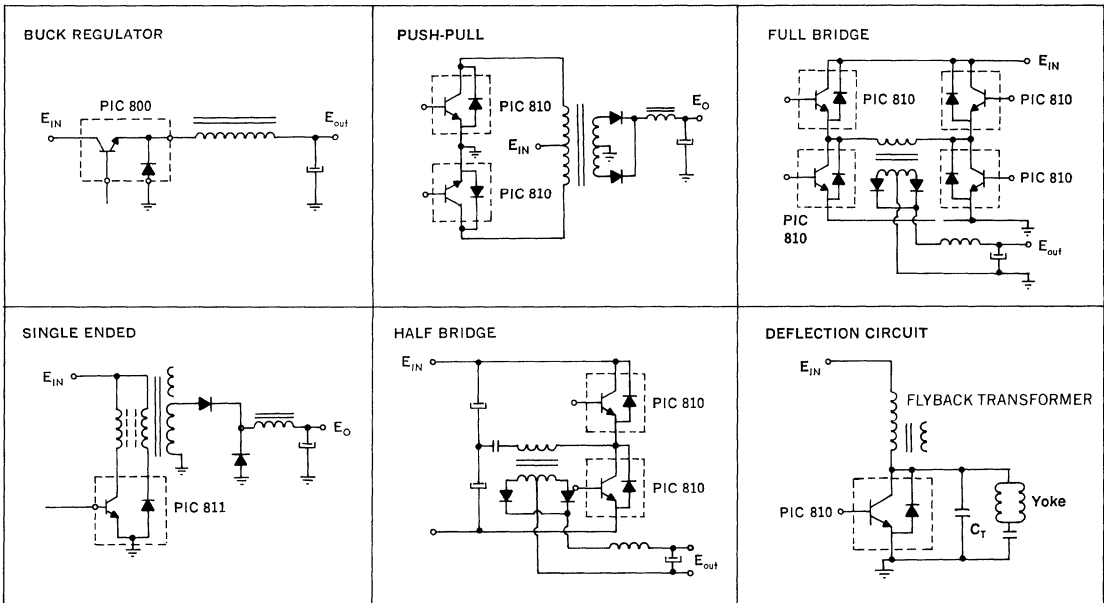 BUCK REGULATOR
PIC 800
E_IN
E_out
PUSH-PULL
PIC 810
E_O
E_IN
PIC 810
FULL BRIDGE
E_IN
PIC 810
PIC 810
PIC 810
PIC
810
E_out
SINGLE ENDED
E_IN
E_O
PIC 811
HALF BRIDGE
E_IN
PIC 810
PIC 810
E_out
DEFLECTION CIRCUIT
E_IN
FLYBACK TRANSFORMER
PIC 810
C_T
Yoke